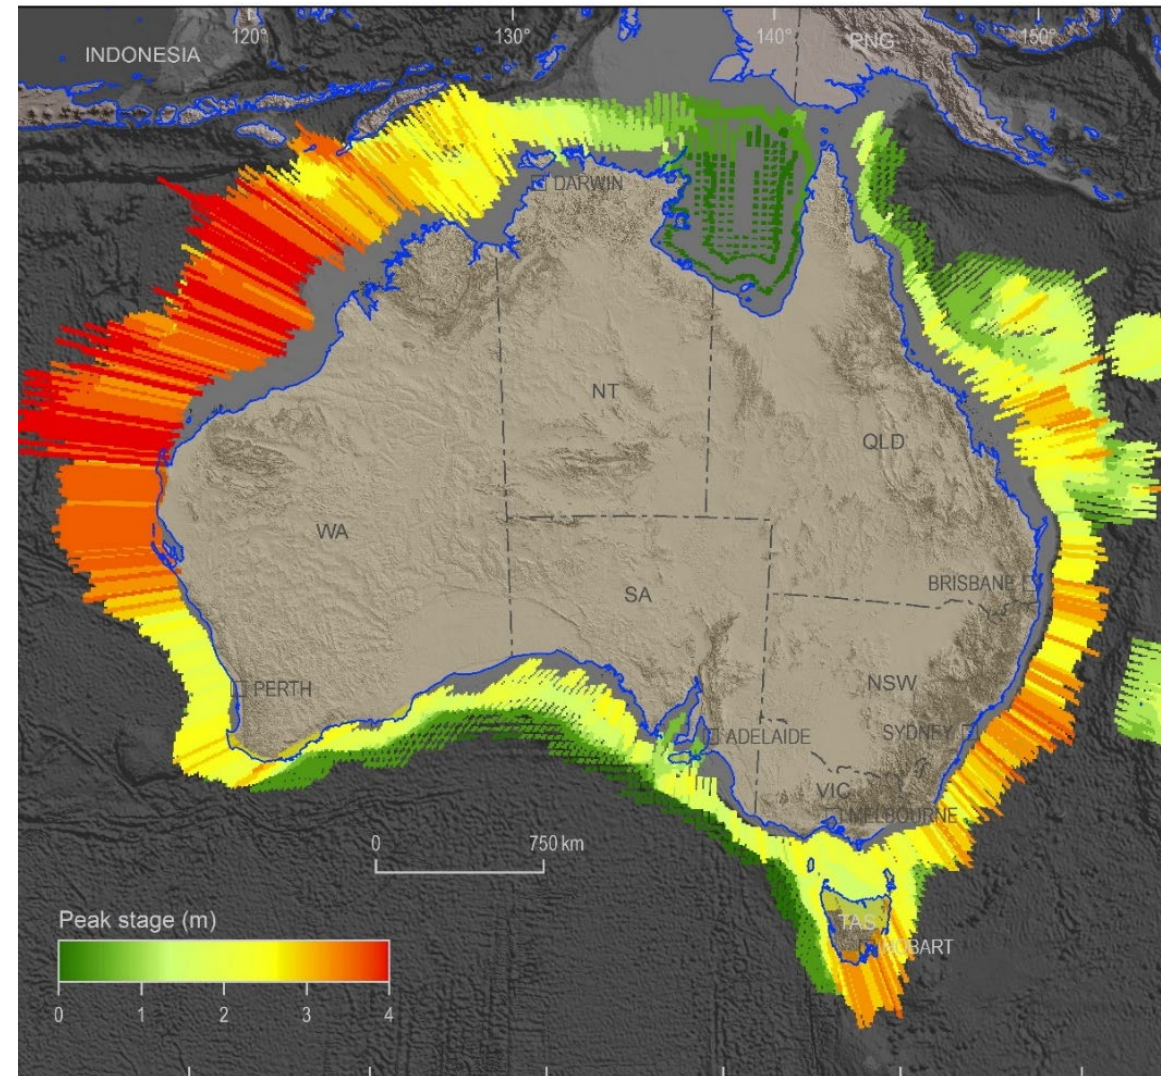 120°
130°
140°
150°
PNG
INDONESIA
DARWIN
NT
QLD
WA
BRISBANE
SA
PERTH
NSW
SYDNEY
ADELAIDE
VIC
MELBOURNE
0 750 km
Peak stage (m)
TAS
HOBART
0 1 2 3 4